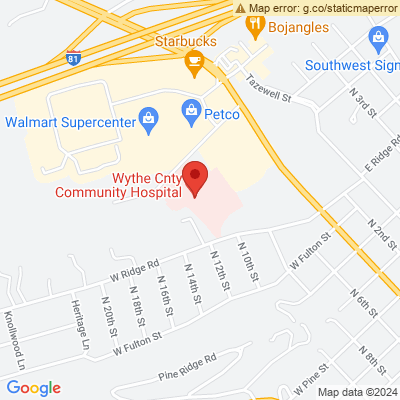 Map error: g.co/staticmaperror
Bojangles
81
Starbucks
Southwest Sign
Tazewell St
N 3rd St
Petco
Walmart Supercenter
E Ridge Rd
Wythe Cnty
Community Hospital
N 2nd St
W Ridge Rd
N 10th St
W Fulton St
N 12th St
N 14th St
N 16th St
N 18th St
N 20th St
Heritage Ln
Knollwood Ln
N 6th St
W Fulton St
Pine Ridge Rd
N 8th St
W Pine St
Google
Map data ©2024